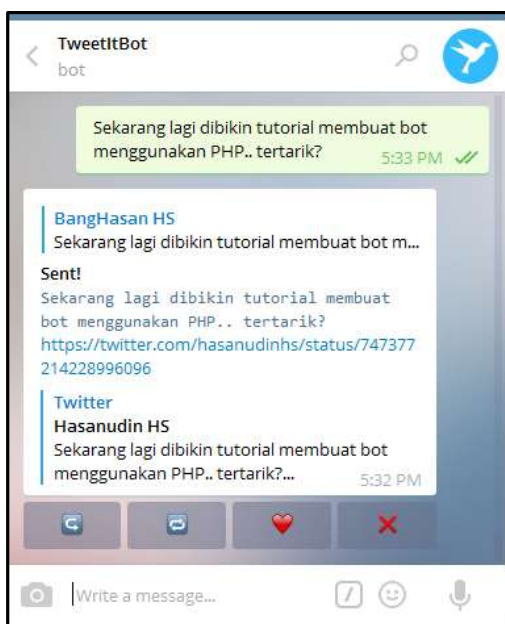 TweetItBot
bot
Sekarang lagi dibikin tutorial membuat bot
menggunakan PHP.. tertarik?
5:33 PM
BangHasan HS
Sekarang lagi dibikin tutorial membuat bot m...
Sent!
Sekarang lagi dibikin tutorial membuat
bot menggunakan PHP.. tertarik?
https://twitter.com/hasanudinhs/status/747377
214228996096
Twitter
Hasanudin HS
Sekarang lagi dibikin tutorial membuat bot
menggunakan PHP.. tertarik?...
5:32 PM
Write a message...